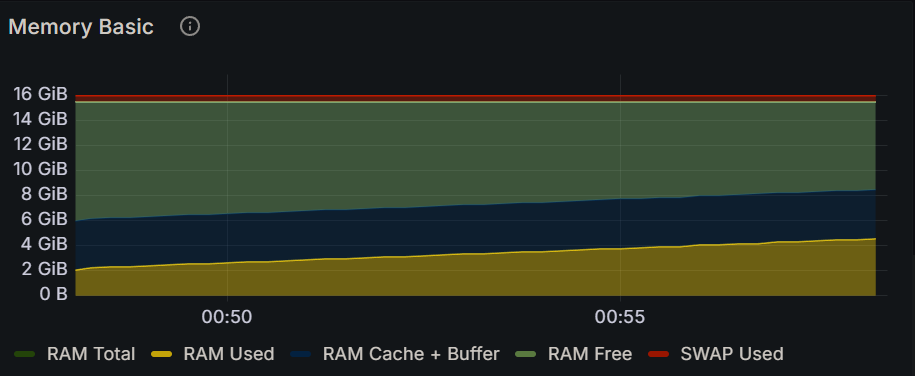 Memory Basic
16 GiB
14 GiB
12 GiB
10 GiB
8 GiB
6 GiB
4 GiB
2 GiB
0 B
00:50 00:55
RAM Total RAM Used RAM Cache + Buffer RAM Free SWAP Used